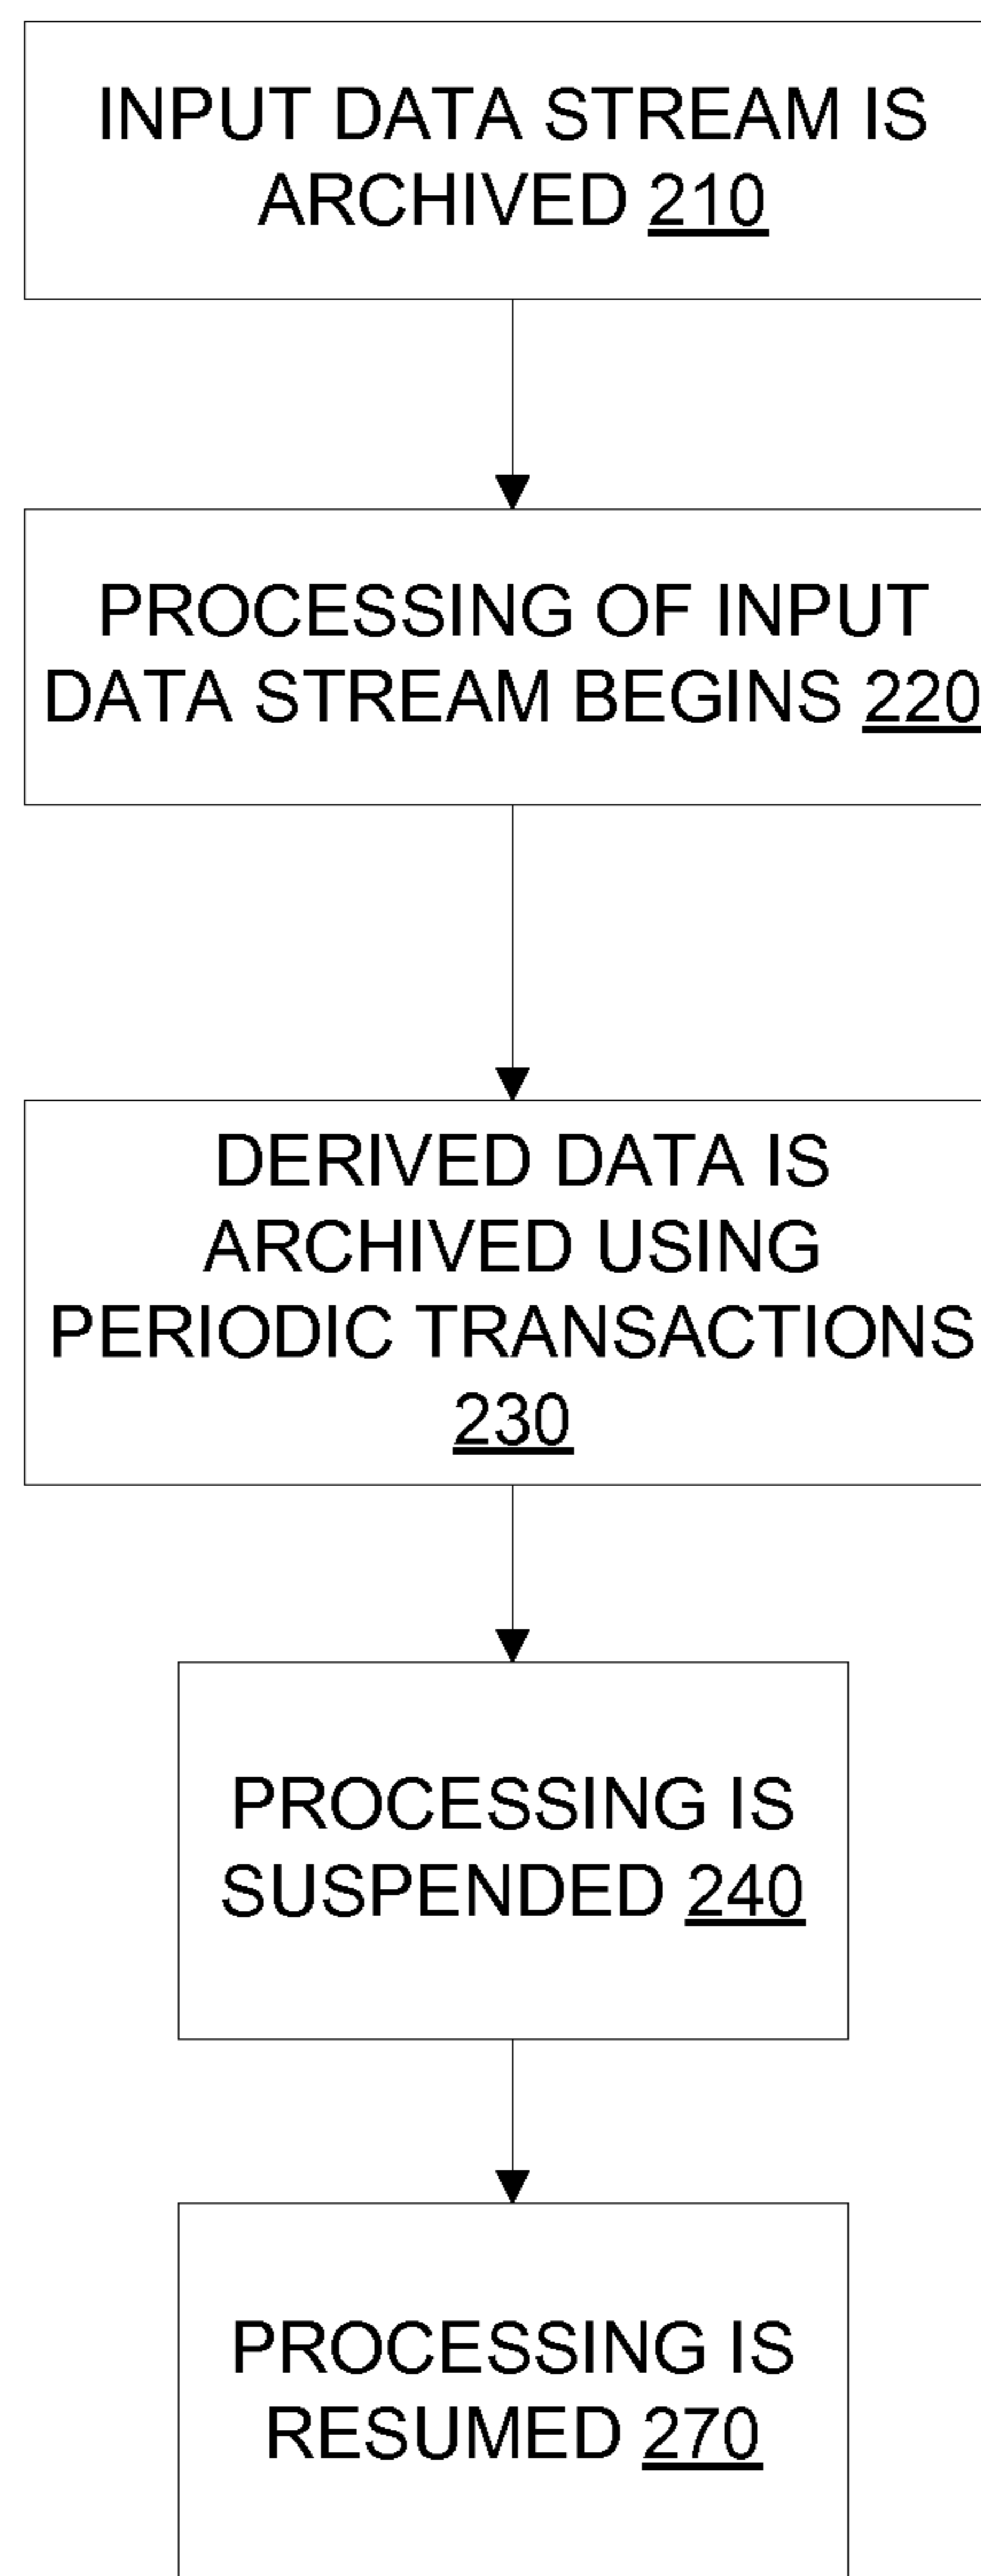 INPUT DATA STREAM IS
ARCHIVED 210
PROCESSING OF INPUT
DATA STREAM BEGINS 220
DERIVED DATA IS
ARCHIVED USING
PERIODIC TRANSACTIONS
230
PROCESSING IS
SUSPENDED 240
PROCESSING IS
RESUMED 270